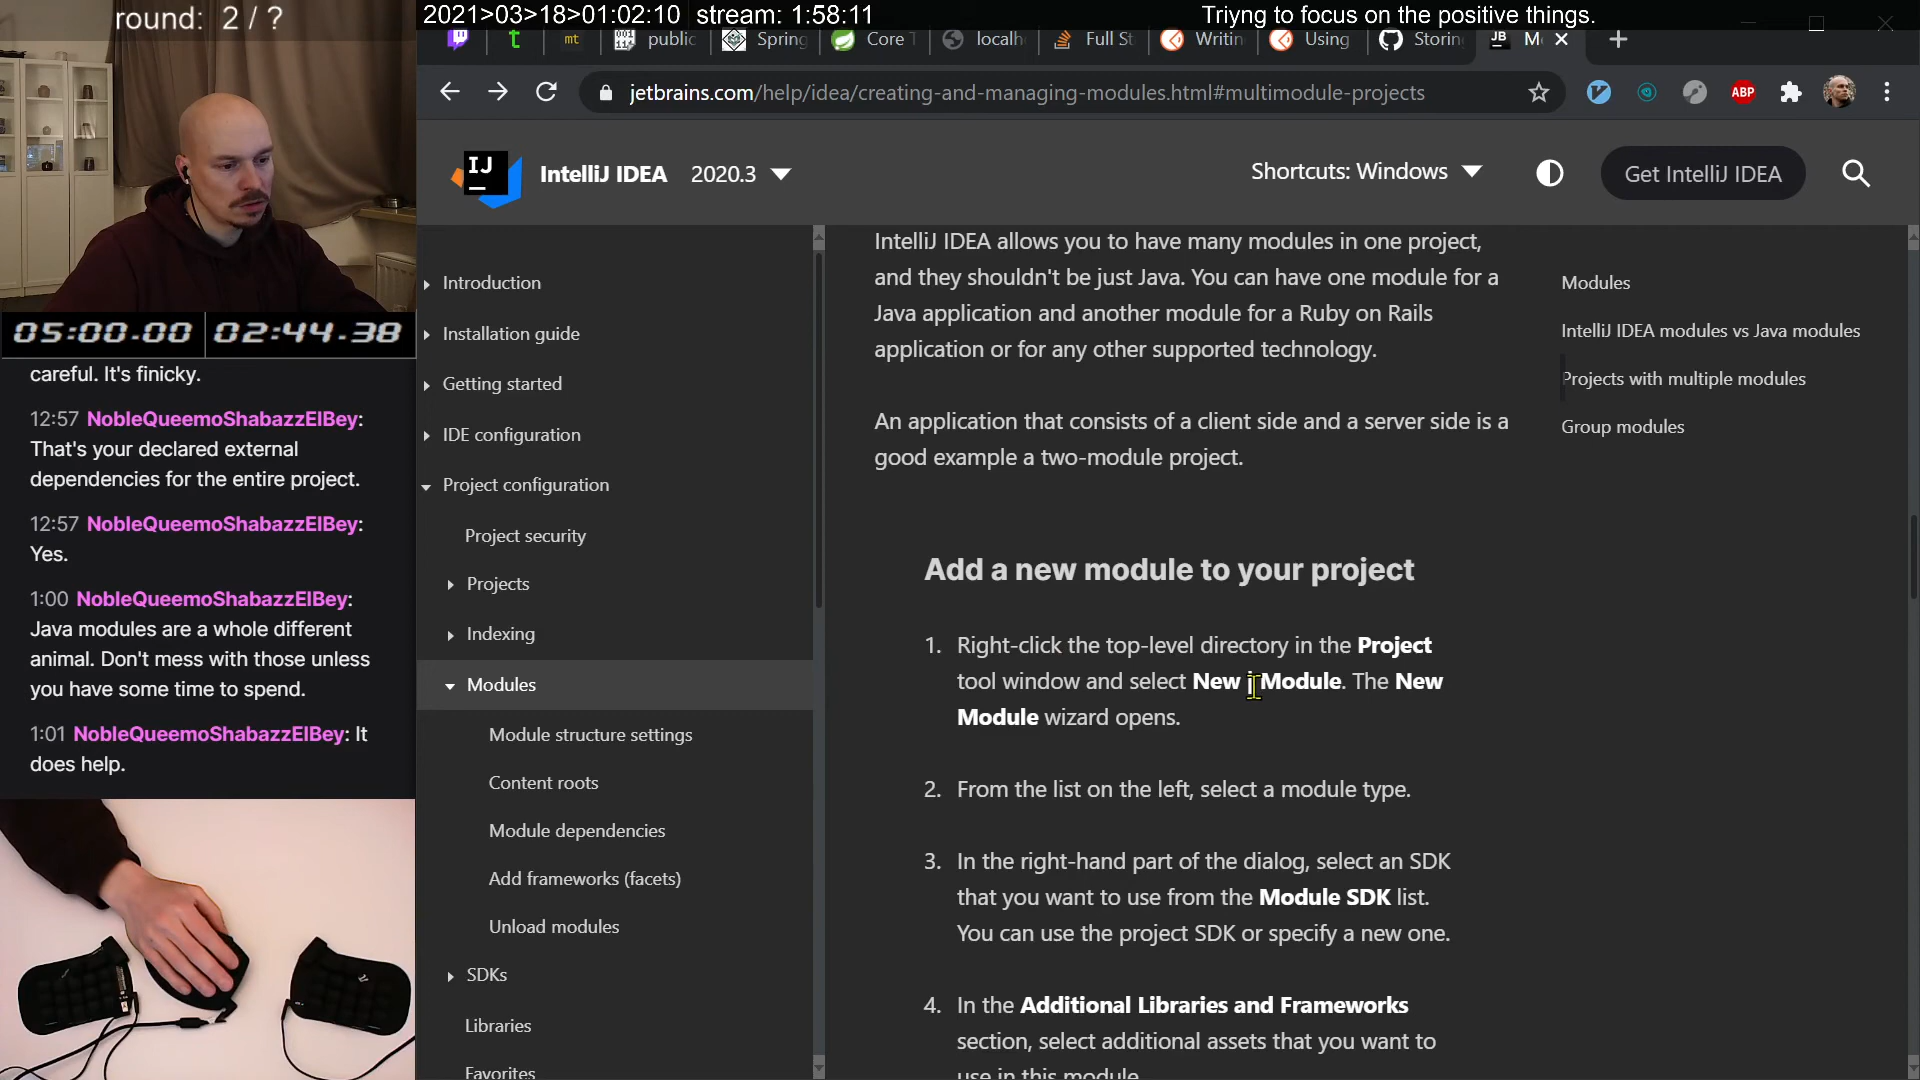 round: 2 / ?
2021>03>18>01:02:10 stream: 1:58:11
Triyng to focus on the positive things.
public
Spring
Core
localh
Full St
Writin
Using
Storin
jetbrains.com/help/idea/creating-and-managing-modules.html#multimodule-projects
ABP
IJ
IntelliJ IDEA 2020.3
Shortcuts: Windows
Get IntelliJ IDEA
05:00.00 02:44.38
careful. It's finicky.
12:57 NobleQueemoShabazzElBey:
That's your declared external
dependencies for the entire project.
12:57 NobleQueemoShabazzElBey:
Yes.
1:00 NobleQueemoShabazzElBey:
Java modules are a whole different
animal. Don't mess with those unless
you have some time to spend.
1:01 NobleQueemoShabazzElBey: It
does help.
Introduction
Installation guide
Getting started
IDE configuration
Project configuration
Project security
Projects
Indexing
Modules
Module structure settings
Content roots
Module dependencies
Add frameworks (facets)
Unload modules
SDKs
Libraries
Favorites
IntelliJ IDEA allows you to have many modules in one project,
and they shouldn't be just Java. You can have one module for a
Java application and another module for a Ruby on Rails
application or for any other supported technology.
An application that consists of a client side and a server side is a
good example a two-module project.
Add a new module to your project
1. Right-click the top-level directory in the Project
tool window and select New | Module. The New
Module wizard opens.
2. From the list on the left, select a module type.
3. In the right-hand part of the dialog, select an SDK
that you want to use from the Module SDK list.
You can use the project SDK or specify a new one.
4. In the Additional Libraries and Frameworks
section, select additional assets that you want to
use in this module.
Modules
IntelliJ IDEA modules vs Java modules
Projects with multiple modules
Group modules